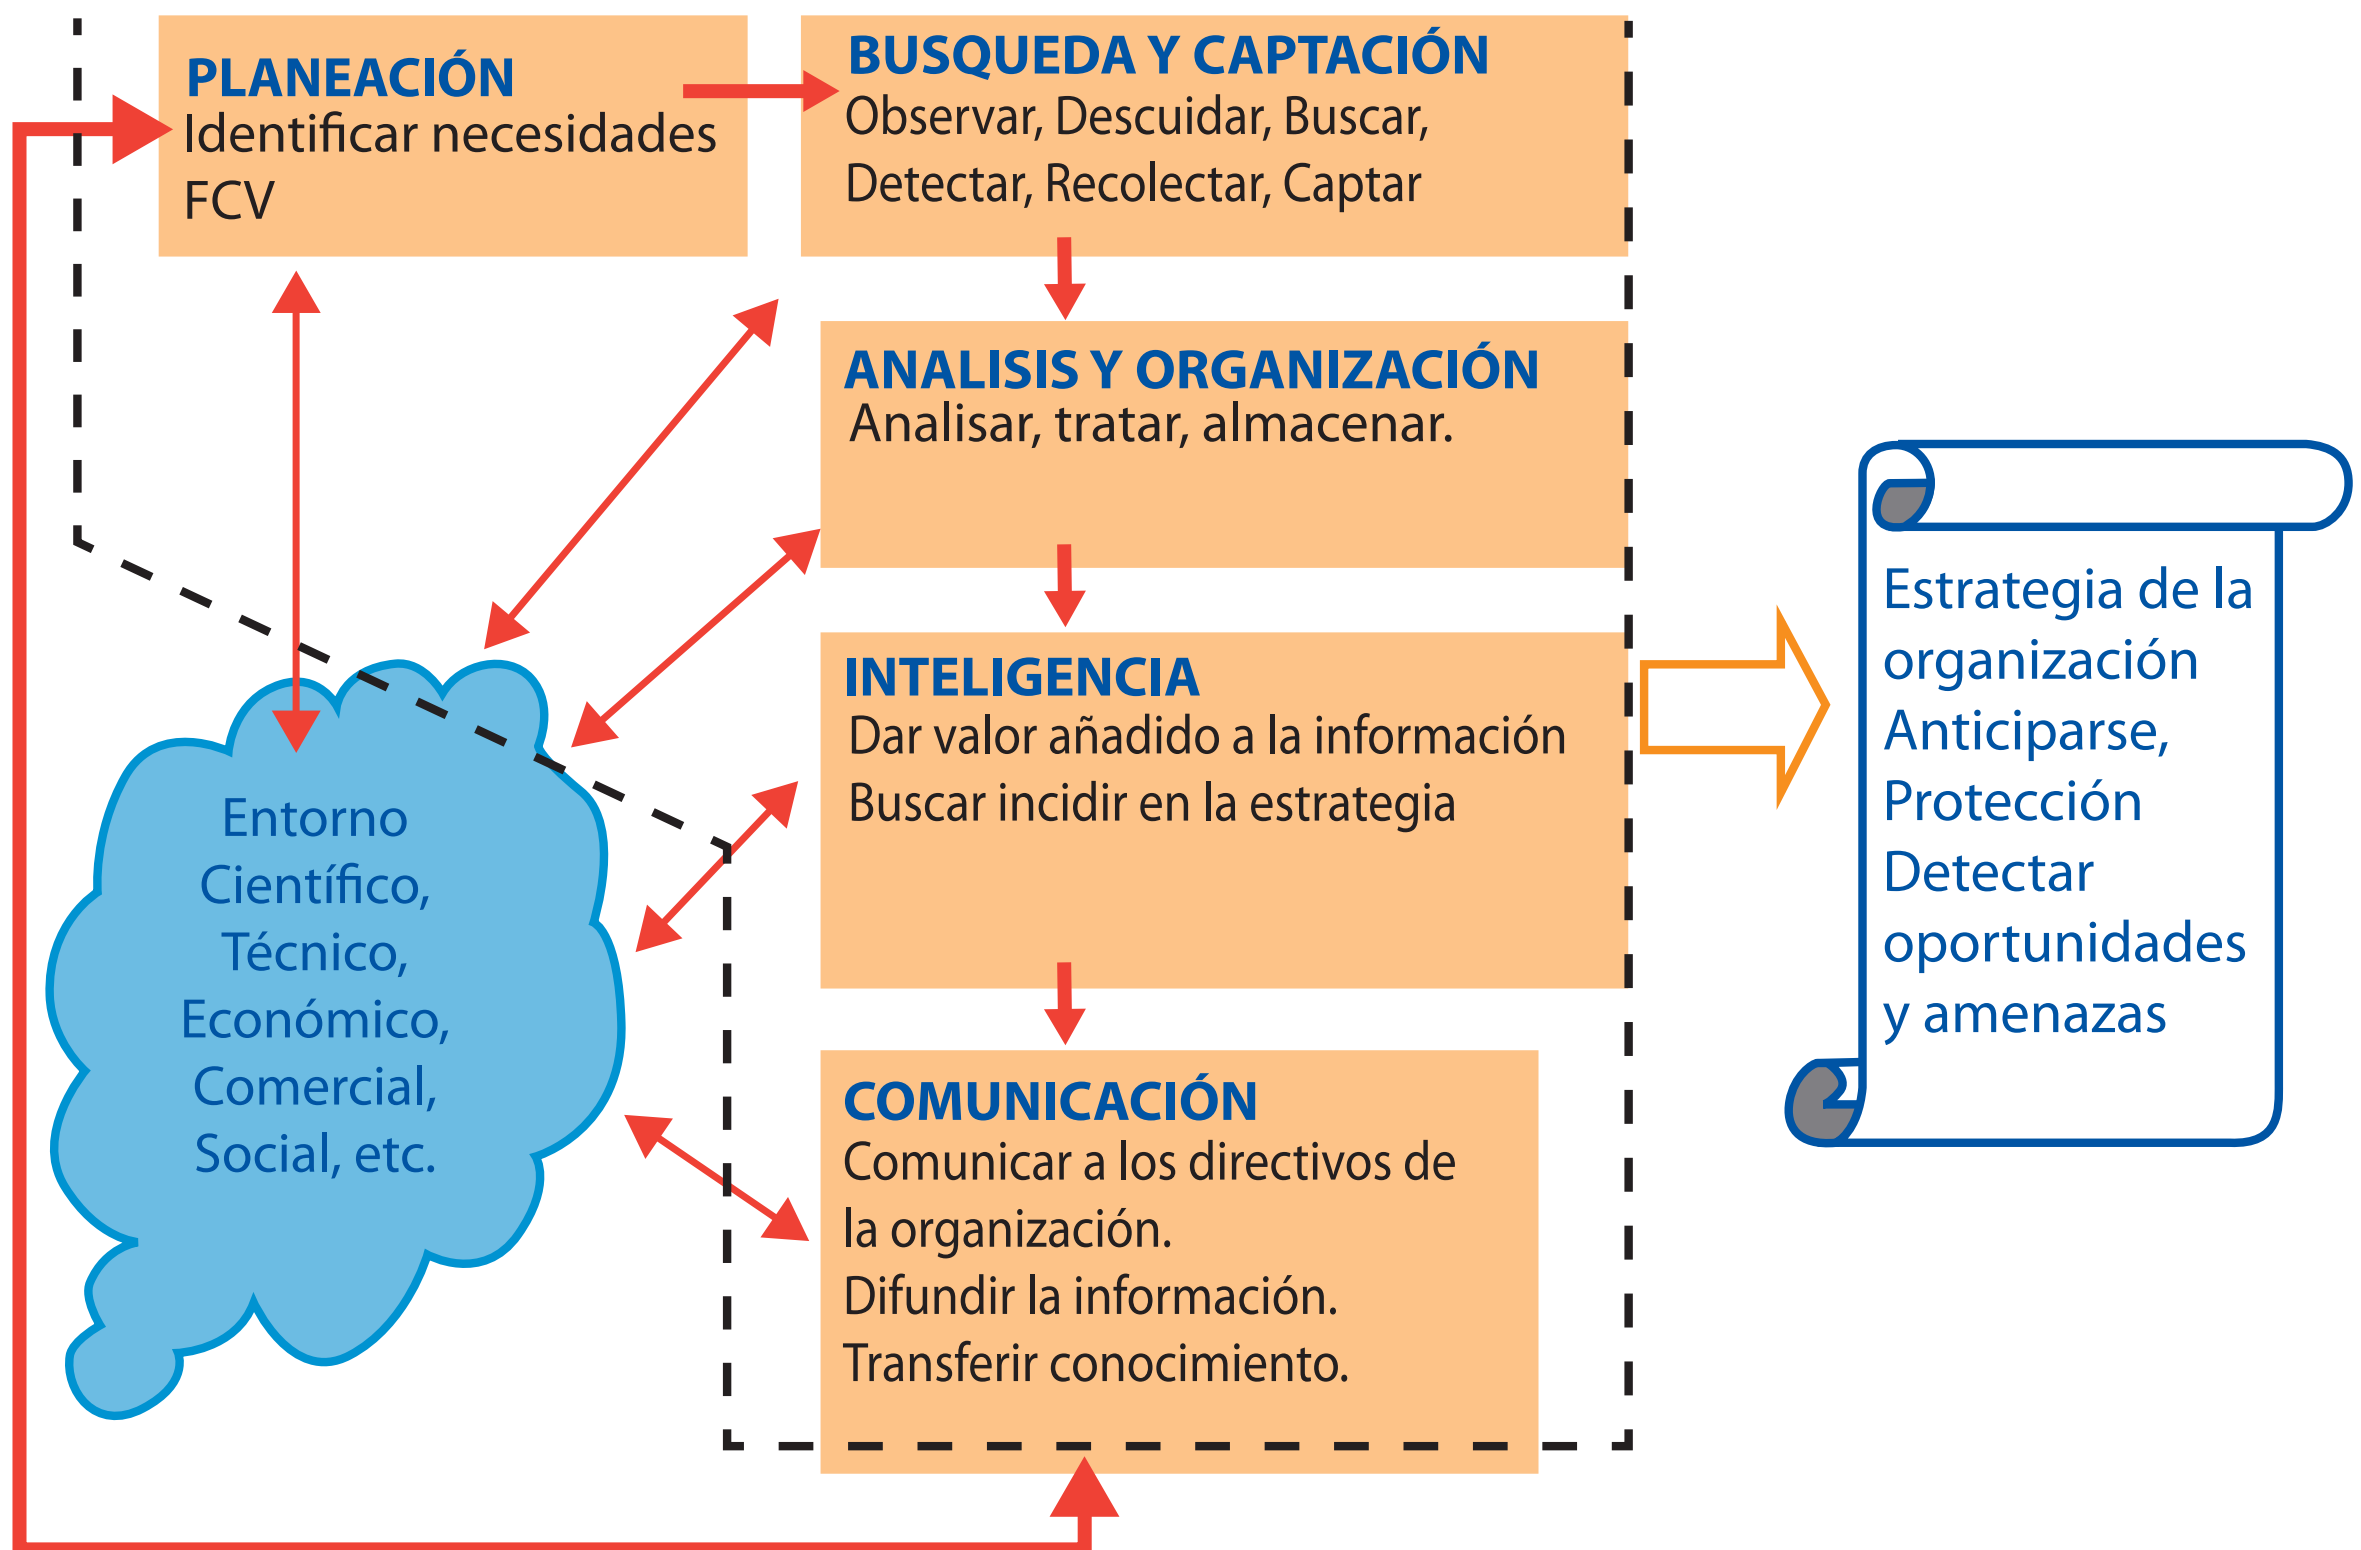 PLANEACIÓN
Identificar necesidades
FCV
BUSQUEDA Y CAPTACIÓN
Observar, Descuidar, Buscar,
Detectar, Recolectar, Captar
ANALISIS Y ORGANIZACIÓN
Analisar, tratar, almacenar.
INTELIGENCIA
Dar valor añadido a la información
Buscar incidir en la estrategia
COMUNICACIÓN
Comunicar a los directivos de
la organización.
Difundir la información.
Transferir conocimiento.
Entorno
Científico,
Técnico,
Económico,
Comercial,
Social, etc.
Estrategia de la
organización
Anticiparse,
Protección
Detectar
oportunidades
y amenazas